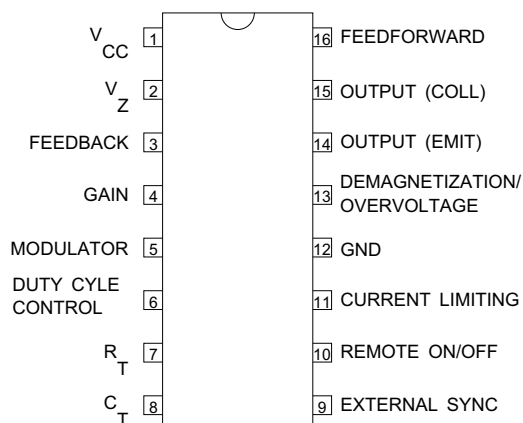 V CC 1 16 FEEDFORWARD
V Z 2 15 OUTPUT (COLL)
FEEDBACK 3 14 OUTPUT (EMIT)
GAIN 4 13 DEMAGNETIZATION/
OVERVOLTAGE
MODULATOR 5 12 GND
DUTY CYLE
CONTROL 6 11 CURRENT LIMITING
R T 7 10 REMOTE ON/OFF
C T 8 9 EXTERNAL SYNC